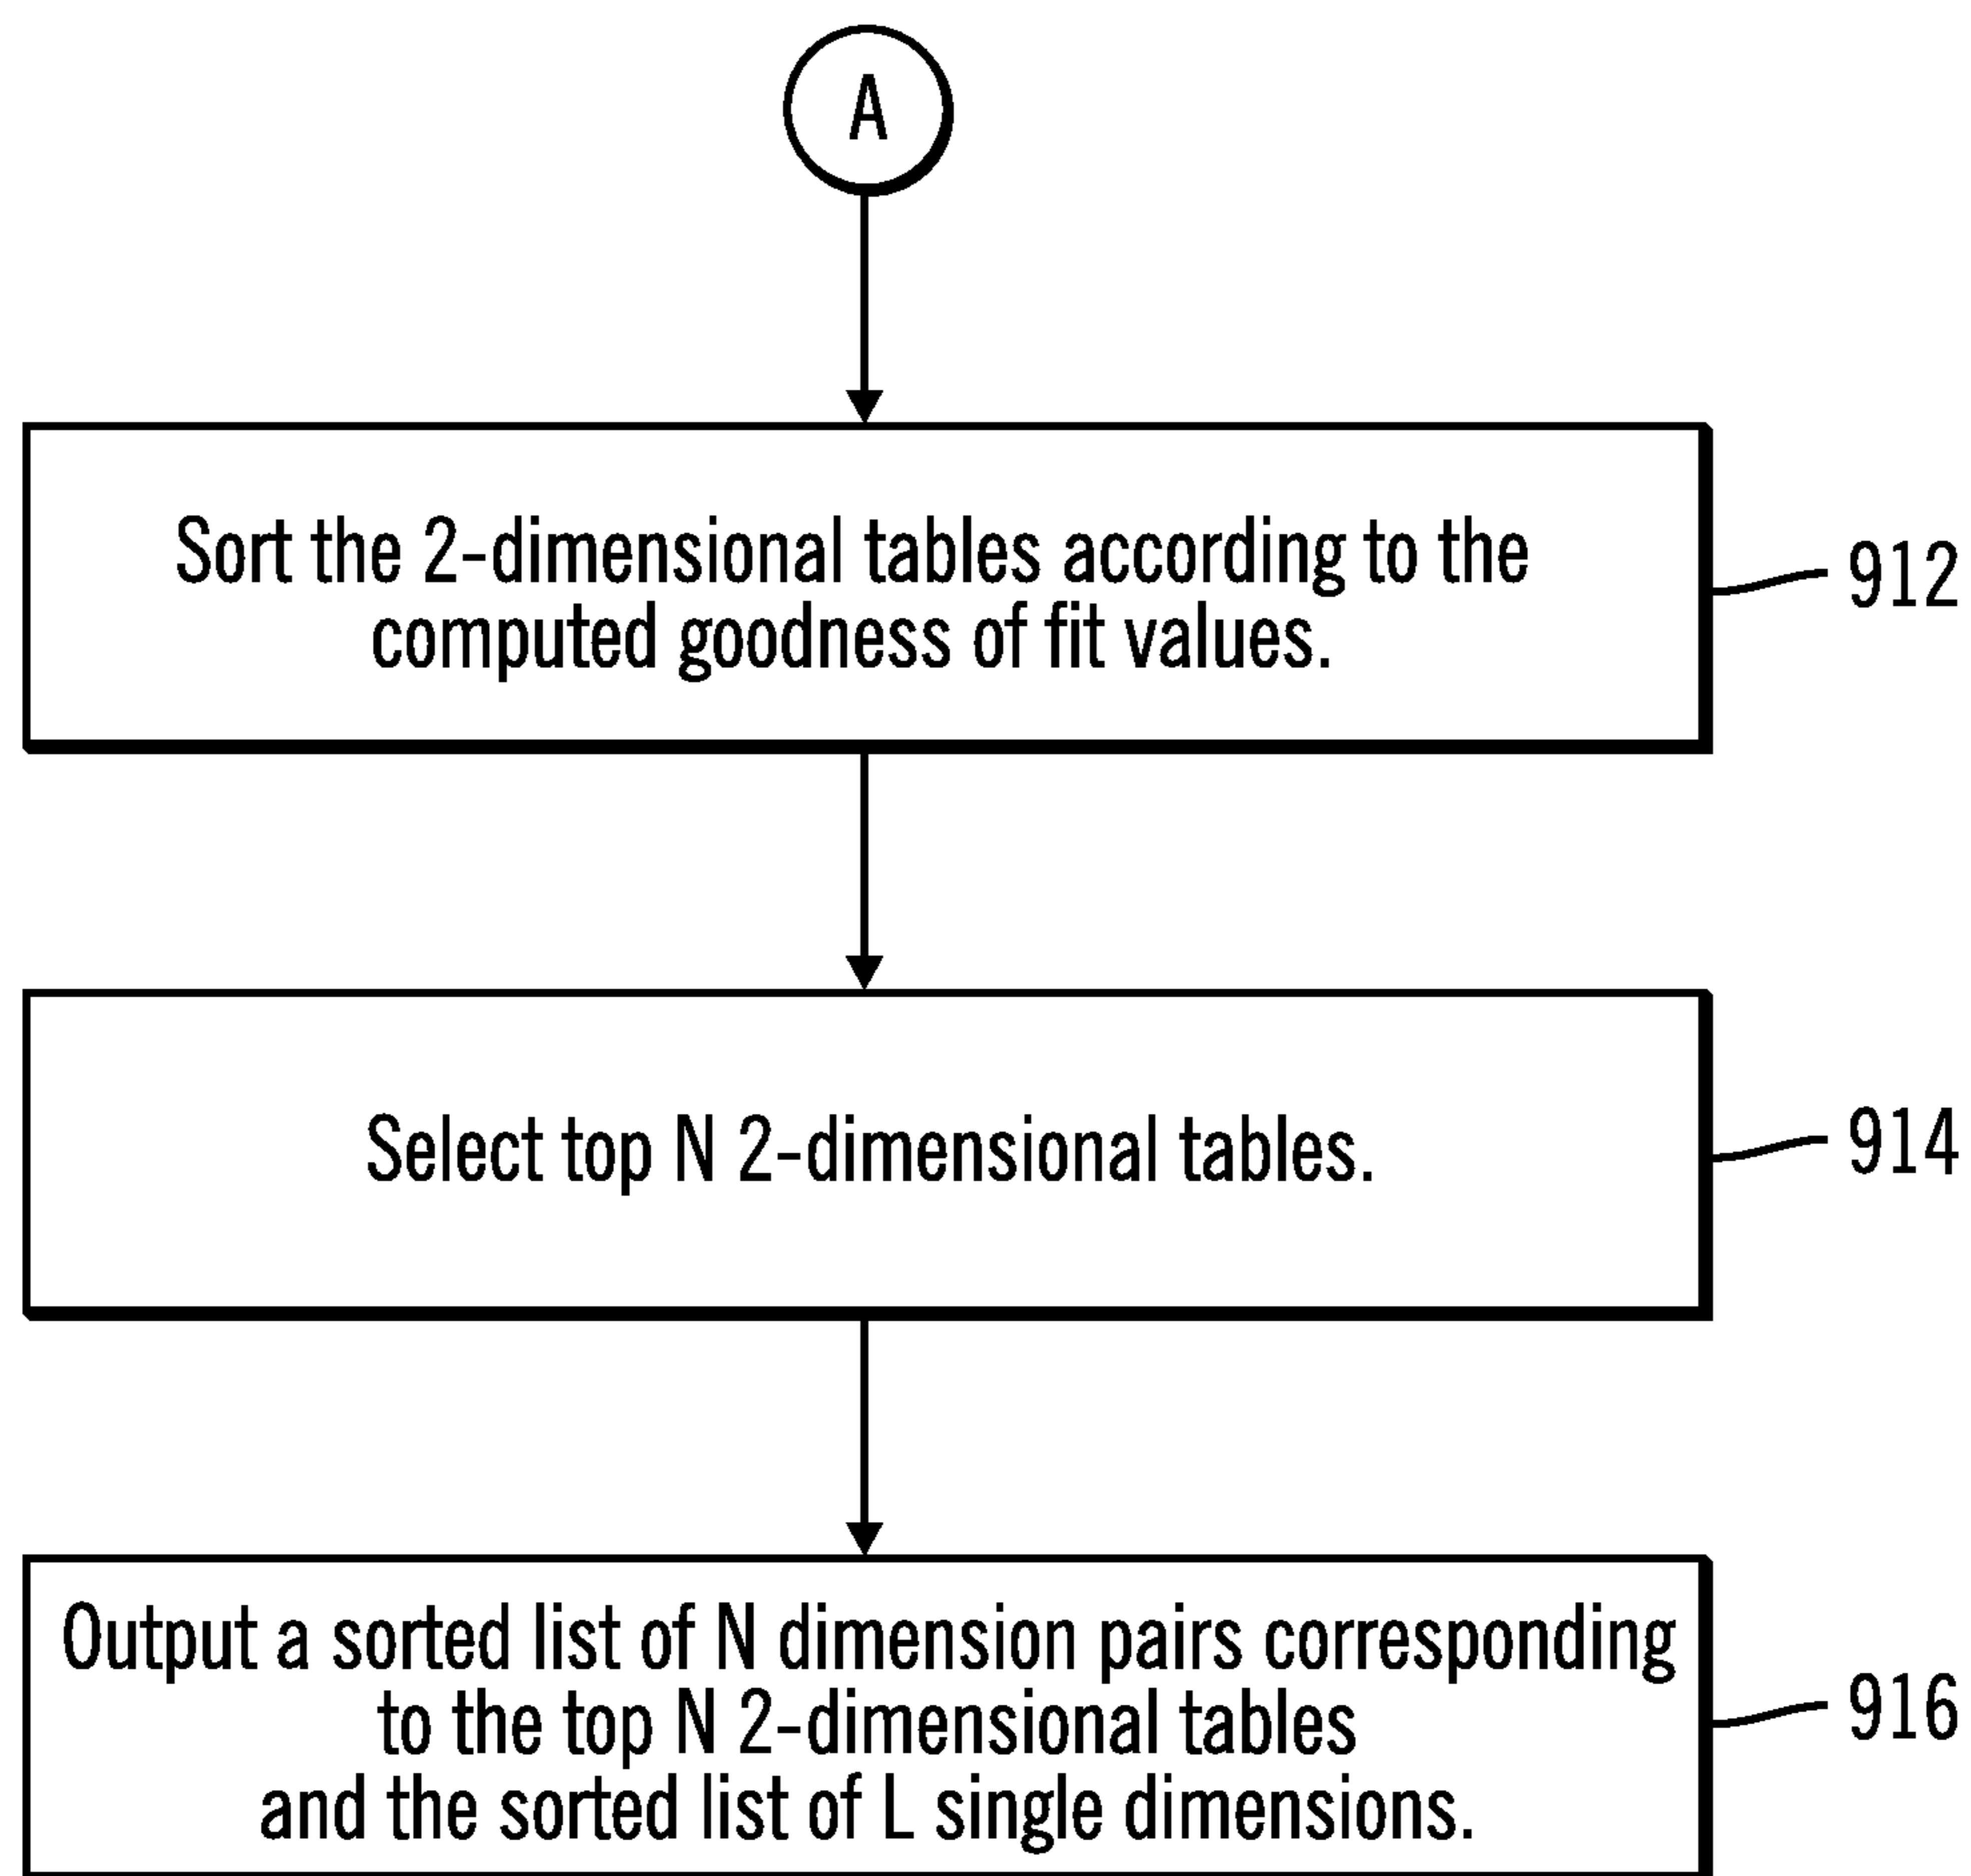 A
Sort the 2-dimensional tables according to the
computed goodness of fit values.
912
Select top N 2-dimensional tables.
914
Output a sorted list of N dimension pairs corresponding
to the top N 2-dimensional tables
and the sorted list of L single dimensions.
916